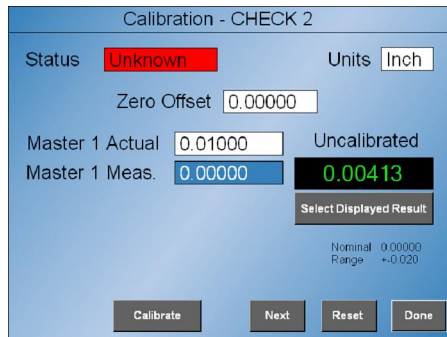 Calibration - CHECK 2
Status Unknown Units Inch
Zero Offset 0.00000
Master 1 Actual 0.01000 Uncalibrated
Master 1 Meas. 0.00000 0.00413
Select Displayed Result
Nominal 0.00000
Range +-0.020
Calibrate Next Reset Done